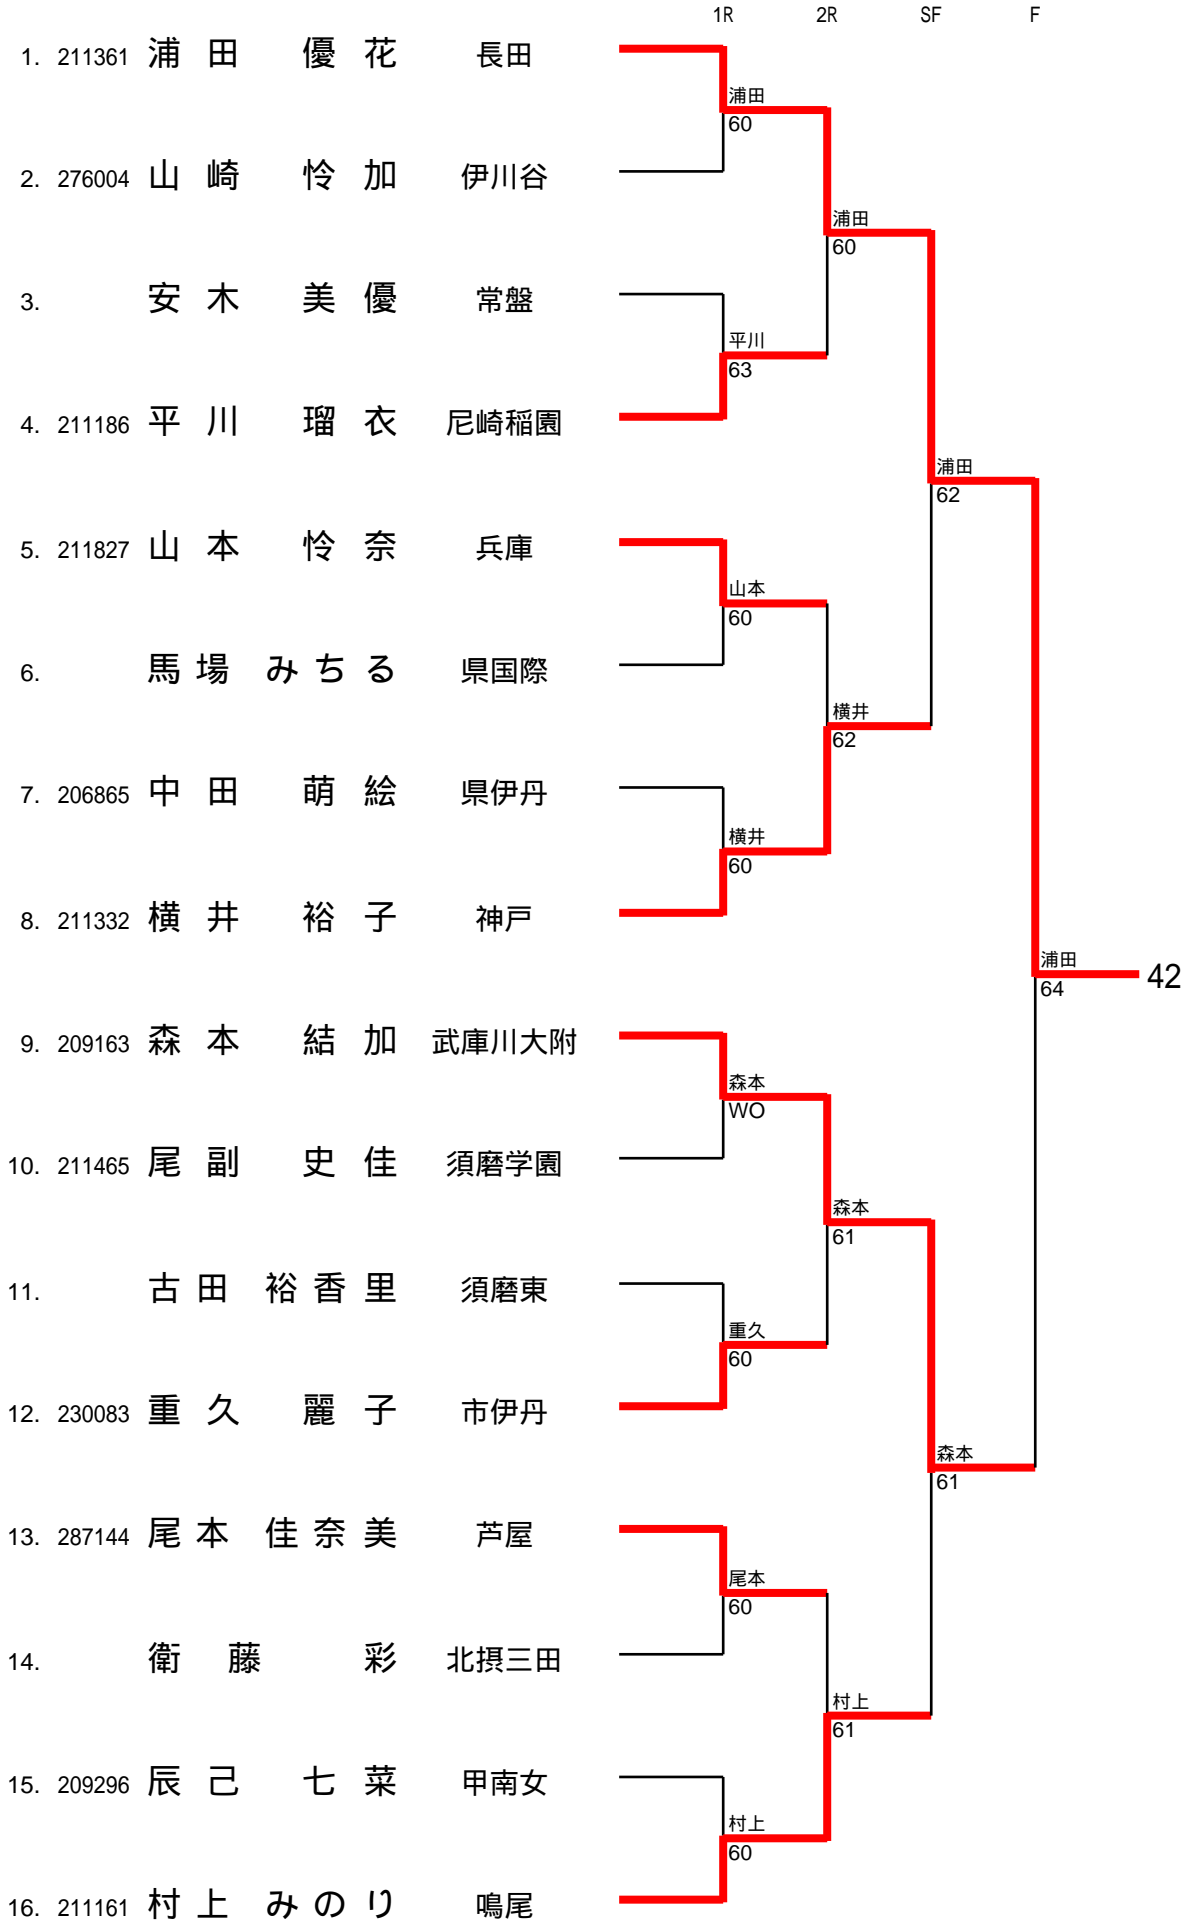 1R 2R SF F
1. 211361 浦田 優花 長田
浦田
60
2. 276004 山崎 怜加 伊川谷
浦田
60
3. 安木 美優 常盤
平川
63
4. 211186 平川 瑠衣 尼崎稲園
浦田
62
5. 211827 山本 怜奈 兵庫
山本
60
6. 馬場 みちる 県国際
横井
62
7. 206865 中田 萌絵 県伊丹
横井
60
8. 211332 横井 裕子 神戸
浦田
64
42
9. 209163 森本 結加 武庫川大附
森本
WO
10. 211465 尾副 史佳 須磨学園
森本
61
11. 古田 裕香里 須磨東
重久
60
12. 230083 重久 麗子 市伊丹
森本
61
13. 287144 尾本 佳奈美 芦屋
尾本
60
14. 衛藤 彩 北摂三田
村上
61
15. 209296 辰己 七菜 甲南女
村上
60
16. 211161 村上 みのり 鳴尾